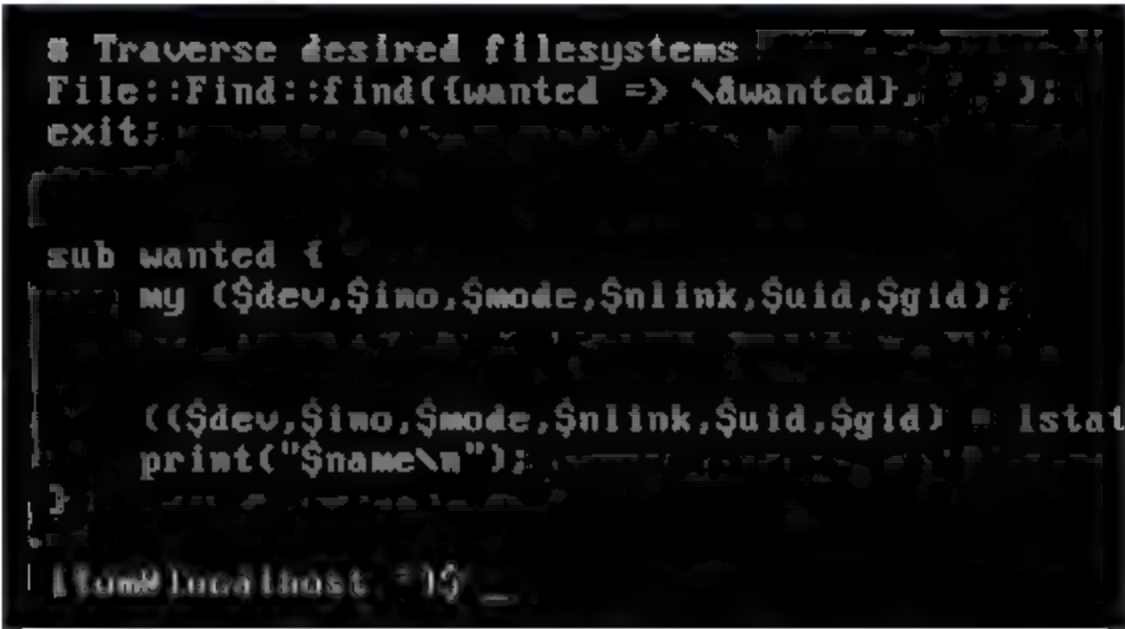 # Traverse desired filesystems
File::Find::find({wanted => \&wanted}, '.');
exit;
sub wanted {
my ($dev,$ino,$mode,$nlink,$uid,$gid);
(($dev,$ino,$mode,$nlink,$uid,$gid) = lstat
print("$name\n");
}
[tom@localhost ~]$ _